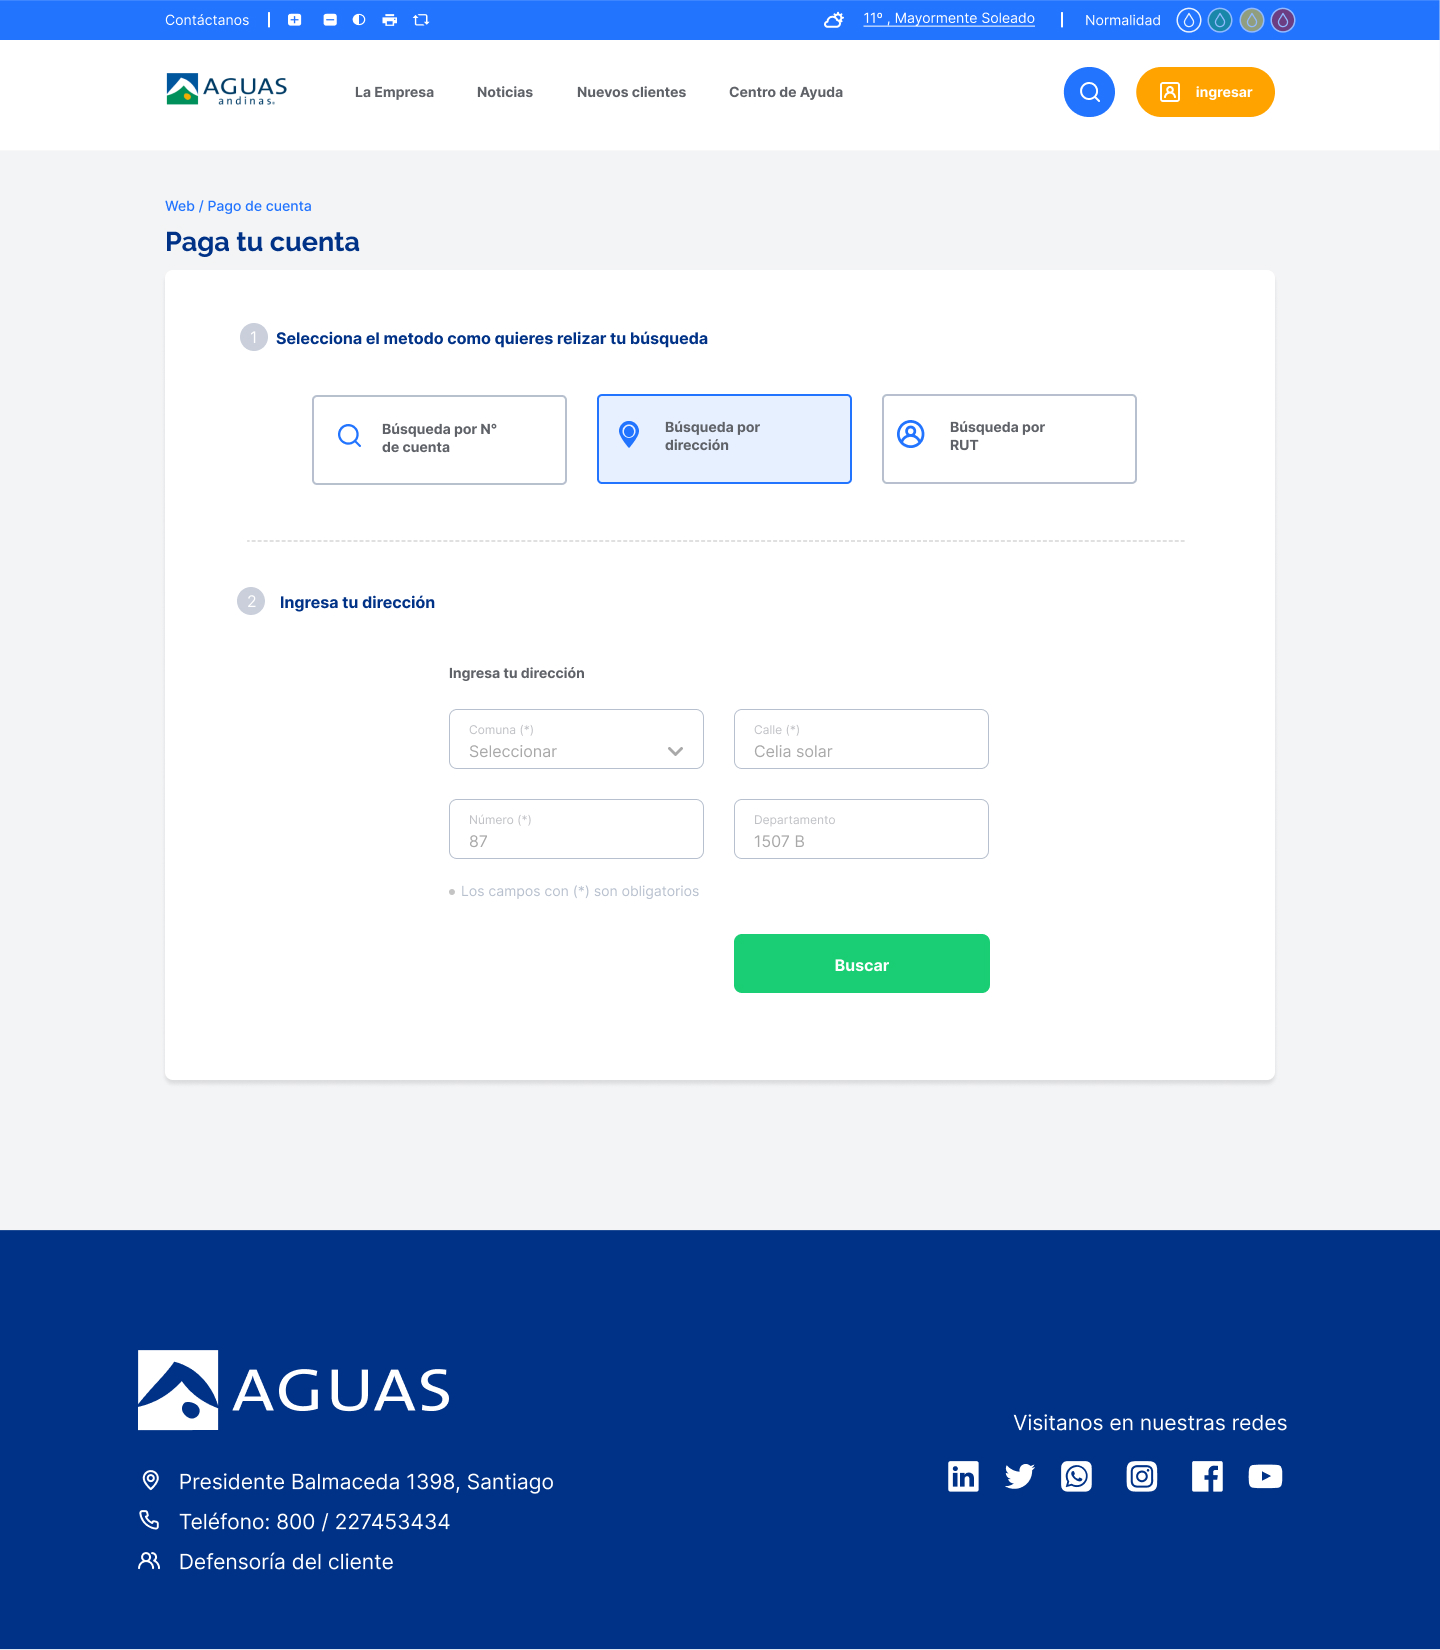 Contáctanos
11º , Mayormente Soleado
Normalidad
AGUAS
andinas
La Empresa
Noticias
Nuevos clientes
Centro de Ayuda
ingresar
Web / Pago de cuenta
Paga tu cuenta
1 Selecciona el metodo como quieres relizar tu búsqueda
Búsqueda por N°
de cuenta
Búsqueda por
dirección
Búsqueda por
RUT
2 Ingresa tu dirección
Ingresa tu dirección
Comuna (*)
Seleccionar
Calle (*)
Celia solar
Número (*)
87
Departamento
1507 B
• Los campos con (*) son obligatorios
Buscar
AGUAS
Presidente Balmaceda 1398, Santiago
Teléfono: 800 / 227453434
Defensoría del cliente
Visitanos en nuestras redes